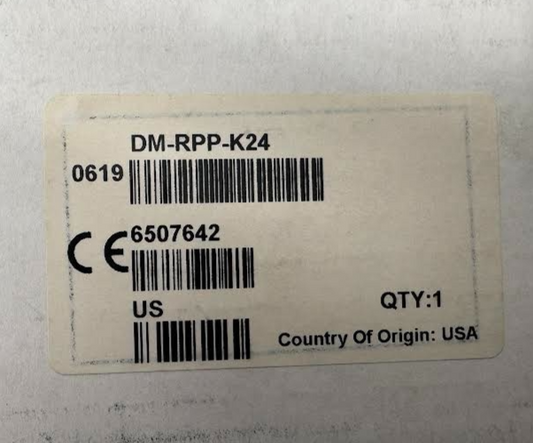 DM-RPP-K24
0619
CE 6507642
US
QTY:1
Country Of Origin: USA